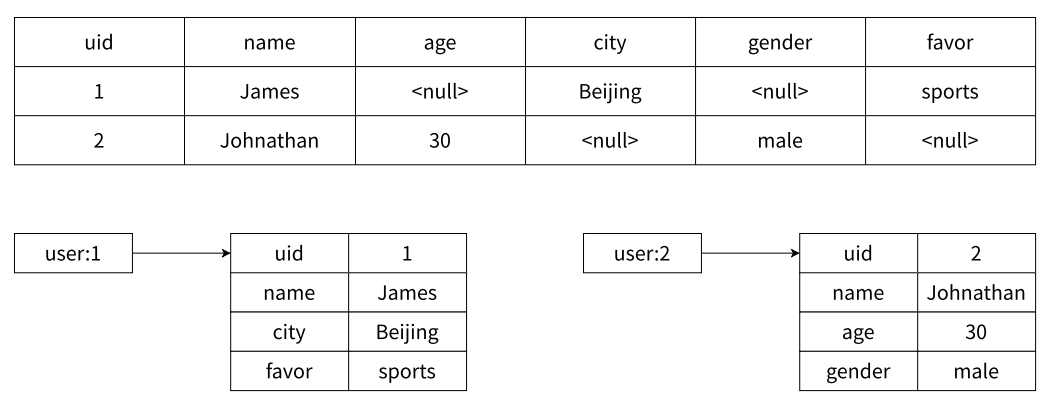 uid name age city gender favor
1 James <null> Beijing <null> sports
2 Johnathan 30 <null> male <null>
user:1
uid 1
name James
city Beijing
favor sports
user:2
uid 2
name Johnathan
age 30
gender male